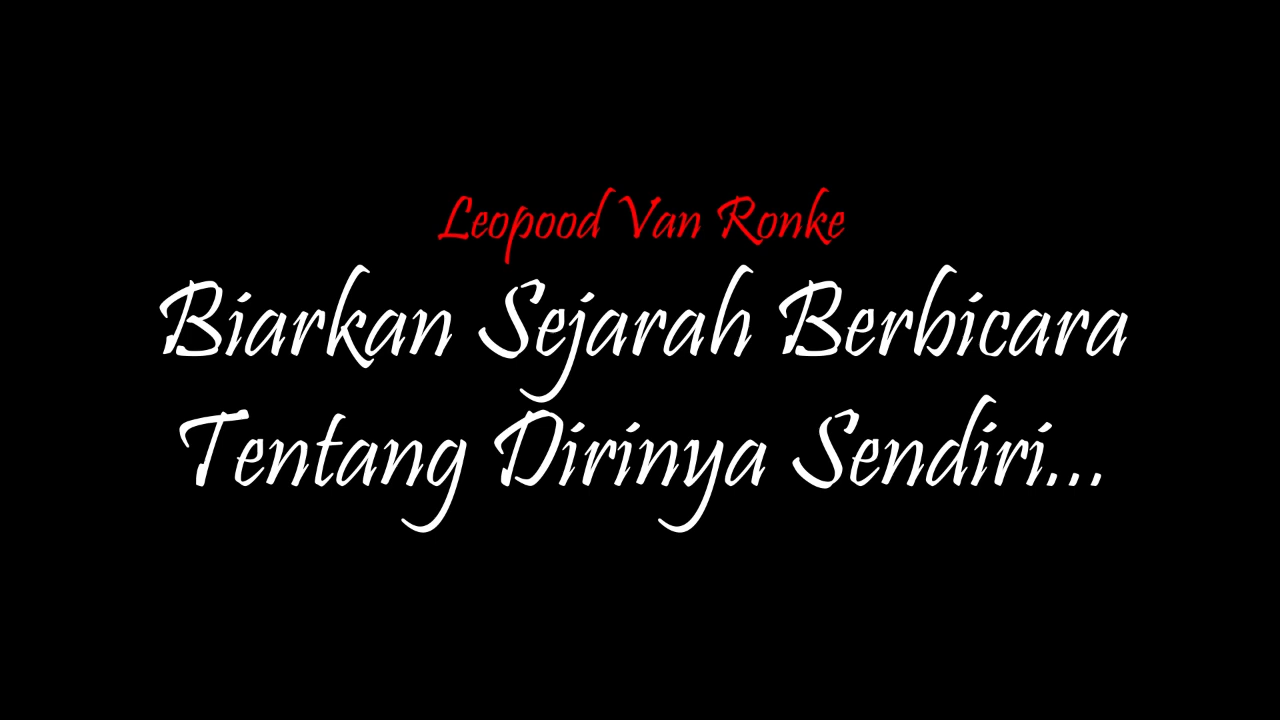 Leopood Van Ronke
Biarkan Sejarah Berbicara
Tentang Dirinya Sendiri...